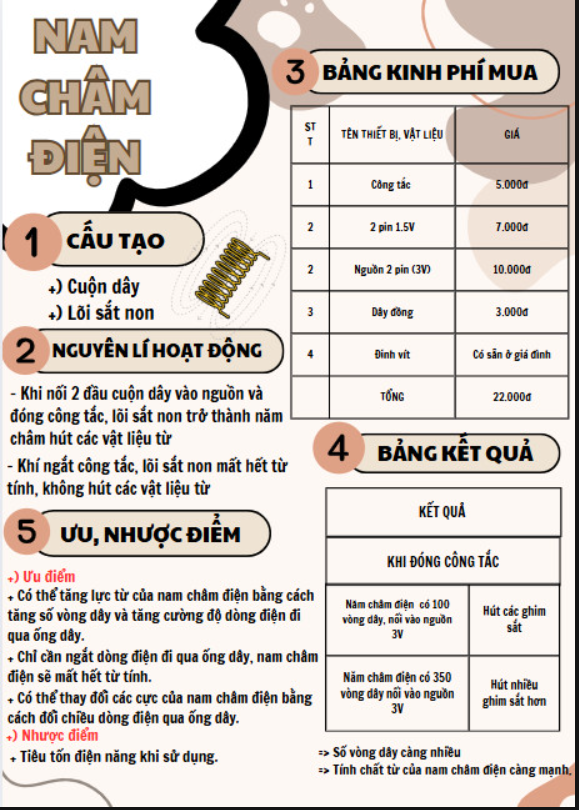 NAM
CHÂM
ĐIỆN
1 CẤU TẠO
+) Cuộn dây
+) Lõi sắt non
2 NGUYÊN LÍ HOẠT ĐỘNG
- Khi nối 2 đầu cuộn dây vào nguồn và
đóng công tắc, lõi sắt non trở thành năm
châm hút các vật liệu từ
- Khí ngắt công tắc, lõi sắt non mất hết từ
tính, không hút các vật liệu từ
5 ƯU, NHƯỢC ĐIỂM
+) Ưu điểm
+ Có thể tăng lực từ của nam châm điện bằng cách
tăng số vòng dây và tăng cường độ dòng điện đi
qua ống dây.
+ Chỉ cần ngắt dòng điện đi qua ống dây, nam châm
điện sẽ mất hết từ tính.
+ Có thể thay đổi các cực của nam châm điện bằng
cách đổi chiều dòng điện qua ống dây.
+) Nhược điểm
+ Tiêu tốn điện năng khi sử dụng.
3 BẢNG KINH PHÍ MUA
ST
T
TÊN THIẾT BỊ, VẬT LIỆU
GIÁ
1 Công tắc 5.000đ
2 2 pin 1.5V 7.000đ
2 Nguồn 2 pin (3V) 10.000đ
3 Dây đồng 3.000đ
4 Đinh vít Có sẵn ở giá đình
TỔNG 22.000đ
4 BẢNG KẾT QUẢ
KẾT QUẢ
KHI ĐÓNG CÔNG TẮC
Năm châm điện có 100
vòng dây, nối vào nguồn
3V
Hút các ghim
sắt
Năm châm điện có 350
vòng dây nối vào nguồn
3V
Hút nhiều
ghim sắt hơn
=> Số vòng dây càng nhiều
=> Tính chất từ của nam châm điện càng mạnh.